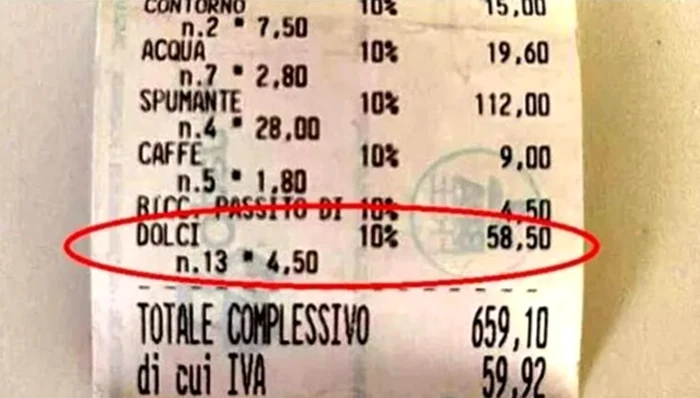 CONTORNO 10% 15,00
n.2 * 7,50
ACQUA 10% 19,60
n.7 * 2,80
SPUMANTE 10% 112,00
n.4 * 28,00
CAFFE 10% 9,00
n.5 * 1,80
BICC. PASSITO DI 10% 4,50
DOLCI 10% 58,50
n.13 * 4,50
TOTALE COMPLESSIVO 659,10
di cui IVA 59,92